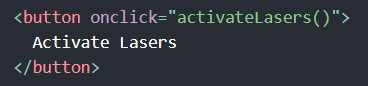 <button onclick="activateLasers()">
  Activate Lasers
</button>